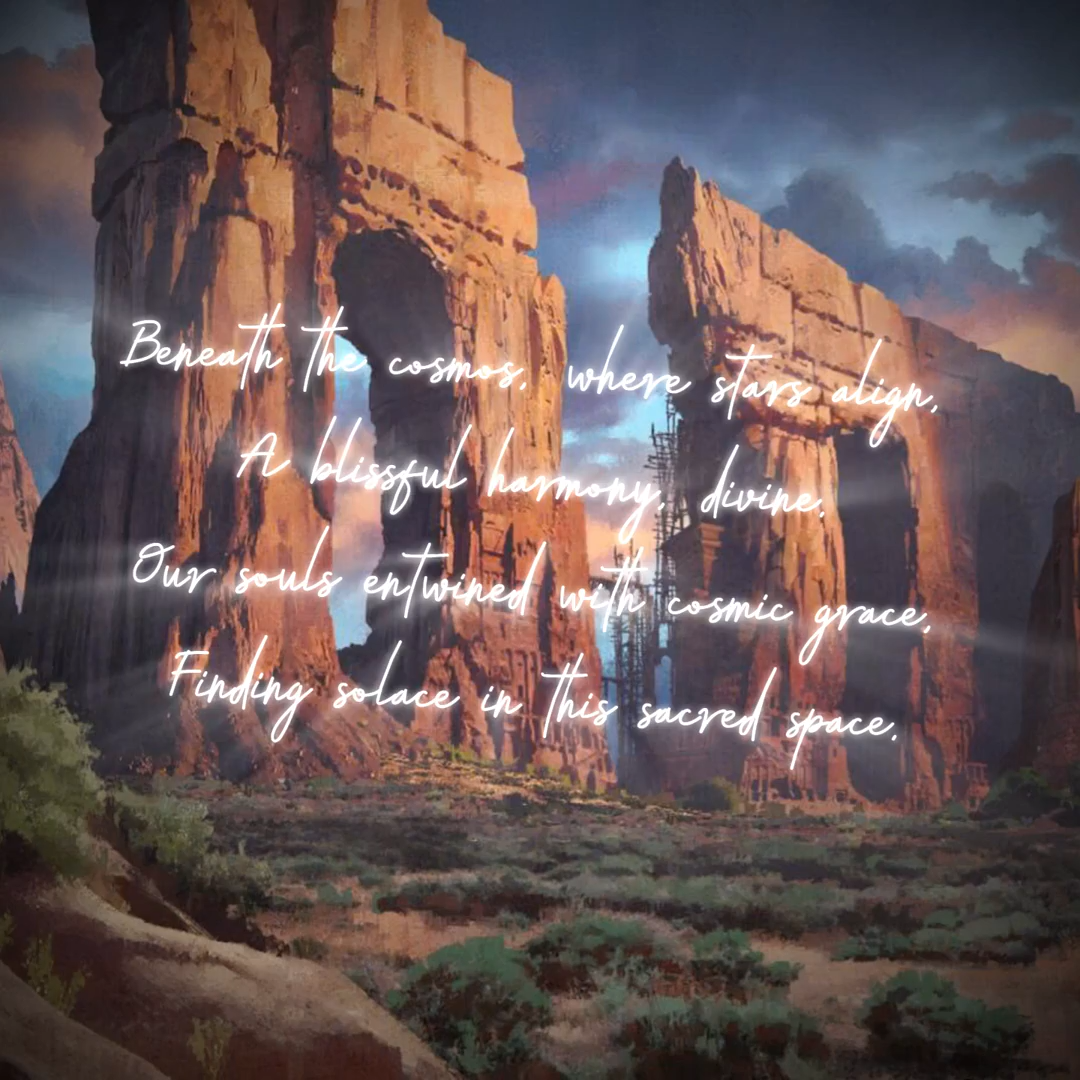 Beneath the cosmos, where stars align,
A blissful harmony, divine.
Our souls entwined with cosmic grace,
Finding solace in this sacred space.